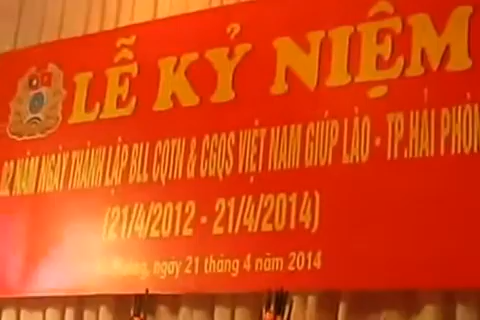 LỄ KỶ NIỆM
02 NĂM NGÀY THÀNH LẬP BLL CQTN & CGQS VIỆT NAM GIÚP LÀO - TP.HẢI PHÒNG
(21/4/2012 - 21/4/2014)
ngày 21 tháng 4 năm 2014